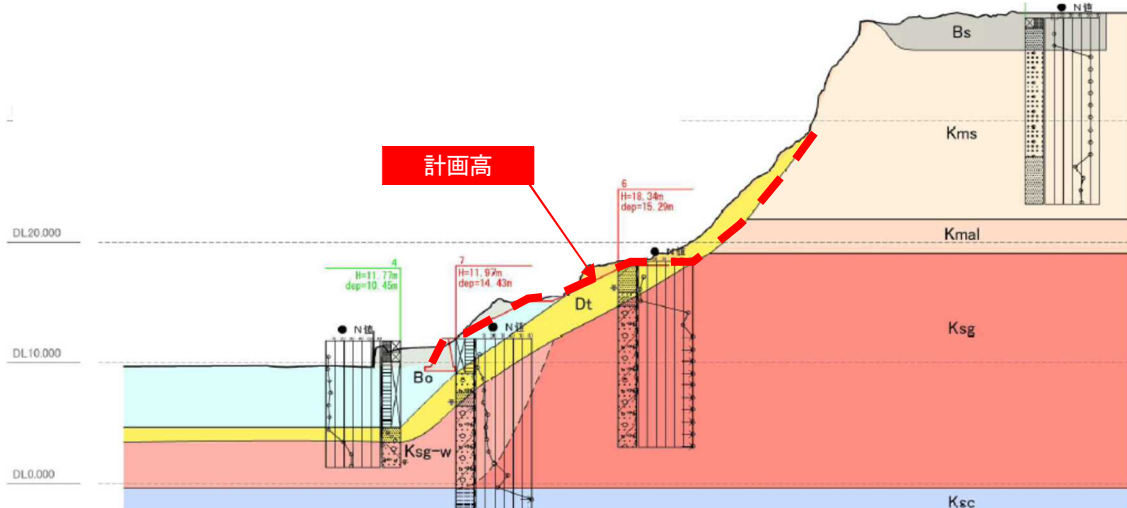 ● N値
Bs
Kms
計画高
6
H=18.34m
dep=15.29m
DL20.000
Kmal
● N値
4
H=11.77m
dep=10.45m
7
H=11.97m
dep=14.43m
Dt
● N値
● N値
Ksg
DL10.000
Bo
Ksg-w
DL0.000
Ksc